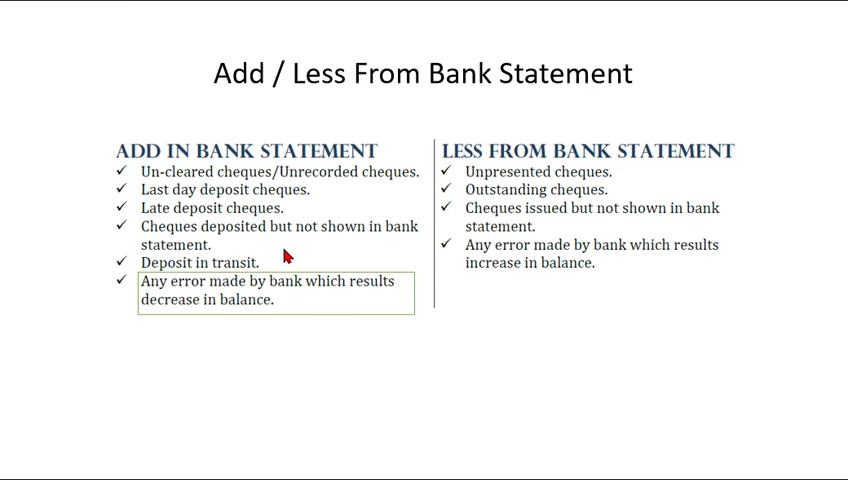 Add / Less From Bank Statement
ADD IN BANK STATEMENT
✓ Un-cleared cheques/Unrecorded cheques.
✓ Last day deposit cheques.
✓ Late deposit cheques.
✓ Cheques deposited but not shown in bank
statement.
✓ Deposit in transit.
✓ Any error made by bank which results
decrease in balance.
LESS FROM BANK STATEMENT
✓ Unpresented cheques.
✓ Outstanding cheques.
✓ Cheques issued but not shown in bank
statement.
✓ Any error made by bank which results
increase in balance.